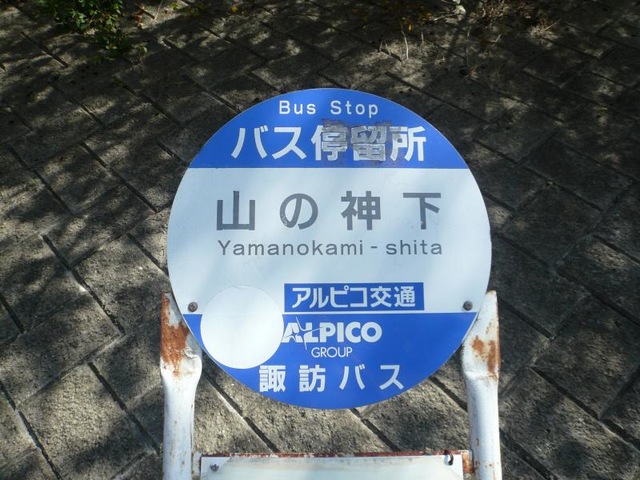 Bus Stop
バス停留所
山の神下
Yamanokami-shita
アルピコ交通
ALPICO
GROUP
諏訪バス